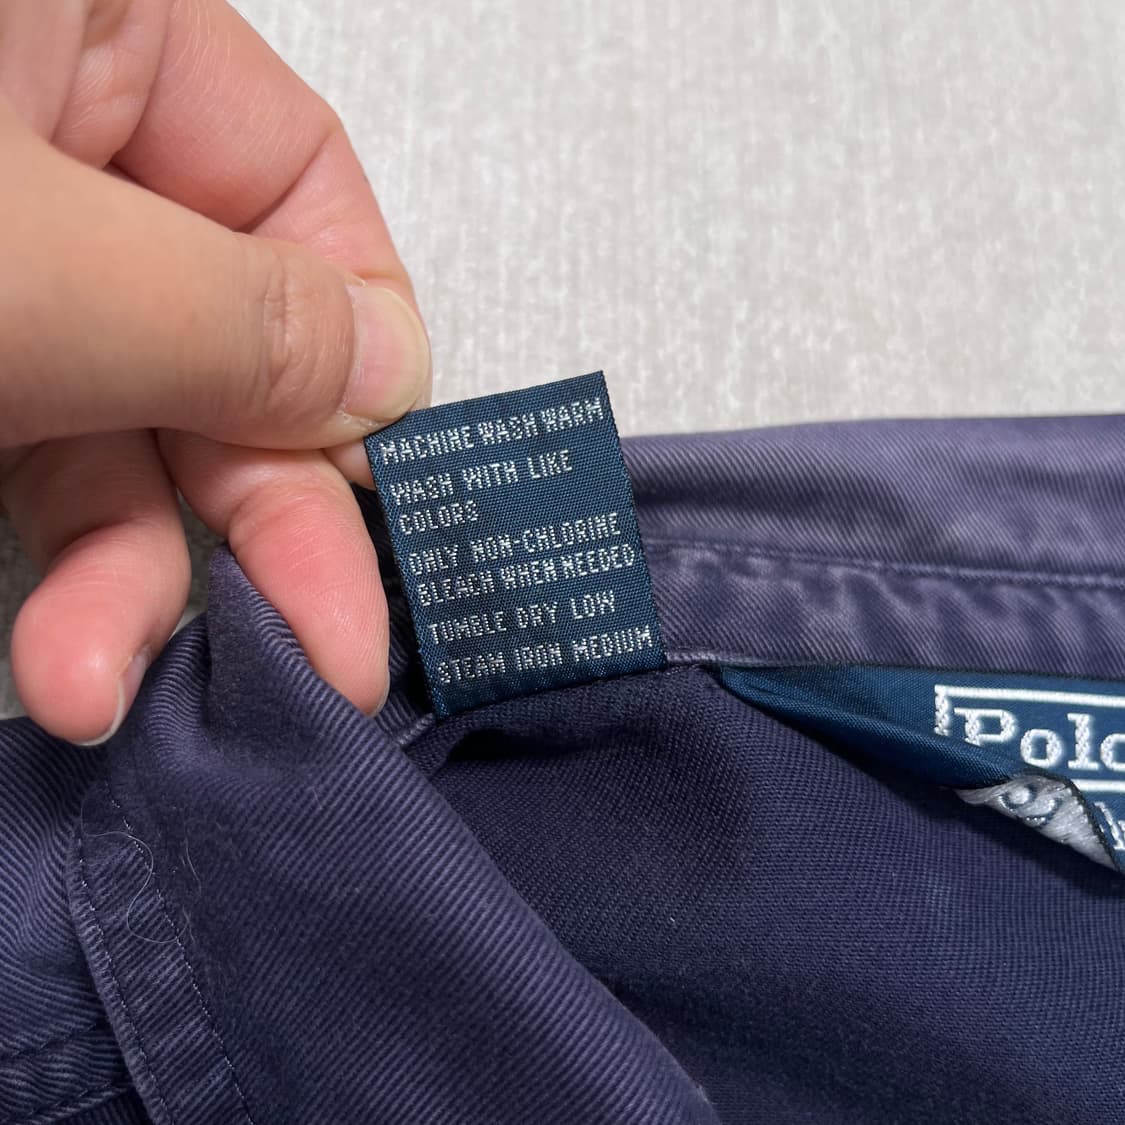 MACHINE WASH WARM
WASH WITH LIKE
COLORS
ONLY NON-CHLORINE
BLEACH WHEN NEEDED
TUMBLE DRY LOW
STEAM IRON MEDIUM
Polo